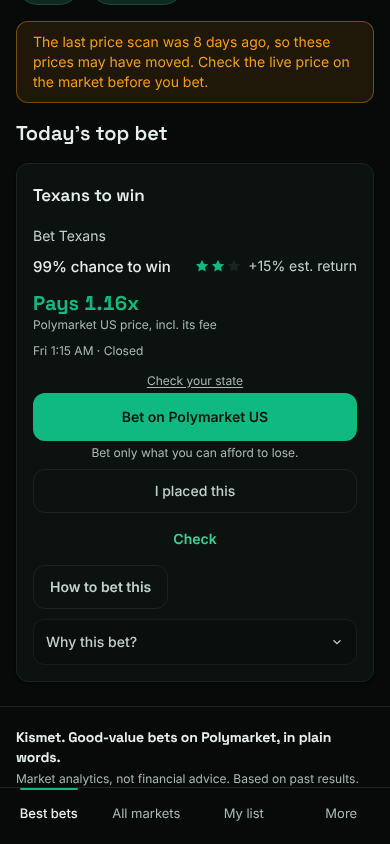 The last price scan was 8 days ago, so these
prices may have moved. Check the live price on
the market before you bet.
Today's top bet
Texans to win
Bet Texans
99% chance to win
+15% est. return
Pays 1.16x
Polymarket US price, incl. its fee
Fri 1:15 AM · Closed
Check your state
Bet on Polymarket US
Bet only what you can afford to lose.
I placed this
Check
How to bet this
Why this bet?
Kismet. Good-value bets on Polymarket, in plain
words.
Market analytics, not financial advice. Based on past results.
Best bets
All markets
My list
More